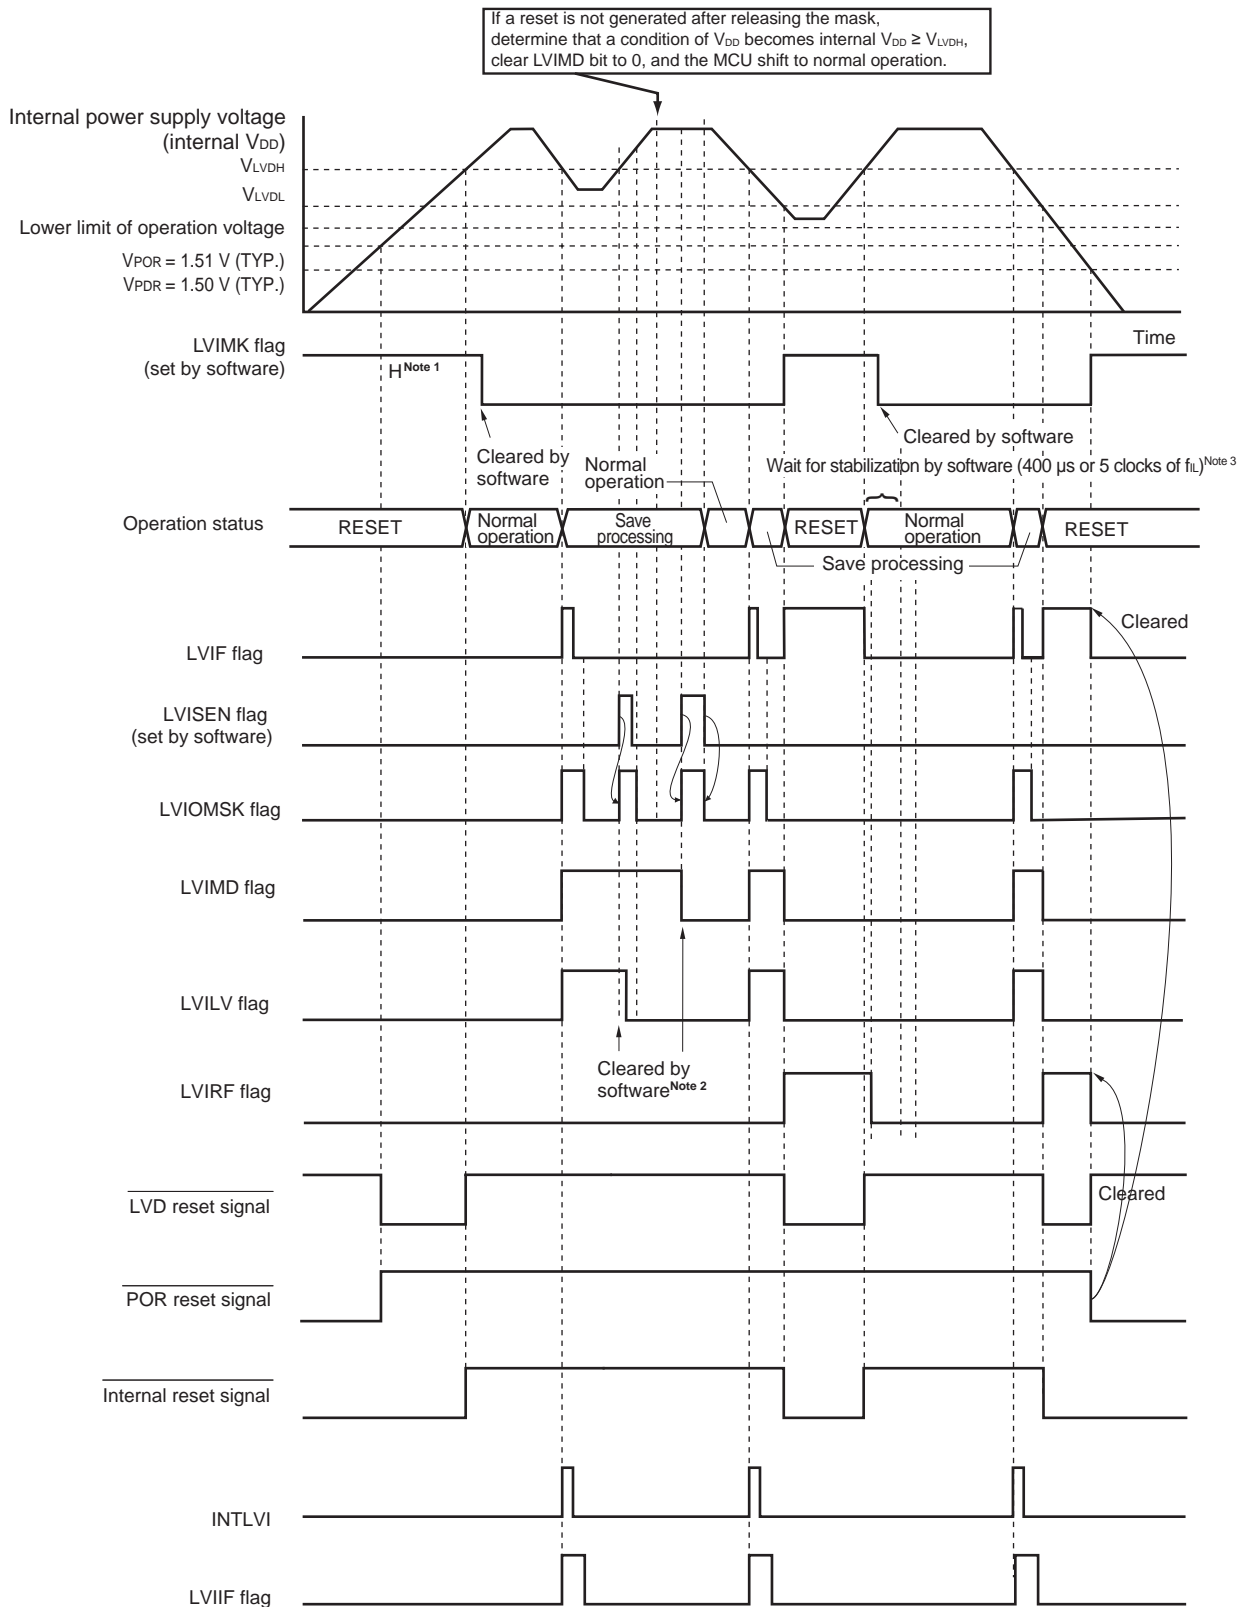 If a reset is not generated after releasing the mask,
determine that a condition of VDD becomes internal VDD ≥ VLVDH,
clear LVIMD bit to 0, and the MCU shift to normal operation.
Internal power supply voltage
(internal VDD)
VLVDH
VLVDL
Lower limit of operation voltage
VPOR = 1.51 V (TYP.)
VPDR = 1.50 V (TYP.)
Time
LVIMK flag
(set by software)
H Note 1
Cleared by
software
Normal
operation
Cleared by software
Wait for stabilization by software (400 µs or 5 clocks of fIL) Note 3
Operation status
RESET
Normal
operation
Save
processing
RESET
Normal
operation
RESET
Save processing
LVIF flag
Cleared
LVISEN flag
(set by software)
LVIOMSK flag
LVIMD flag
LVILV flag
Cleared by
software Note 2
LVIRF flag
LVD reset signal
Cleared
POR reset signal
Internal reset signal
INTLVI
LVIIF flag